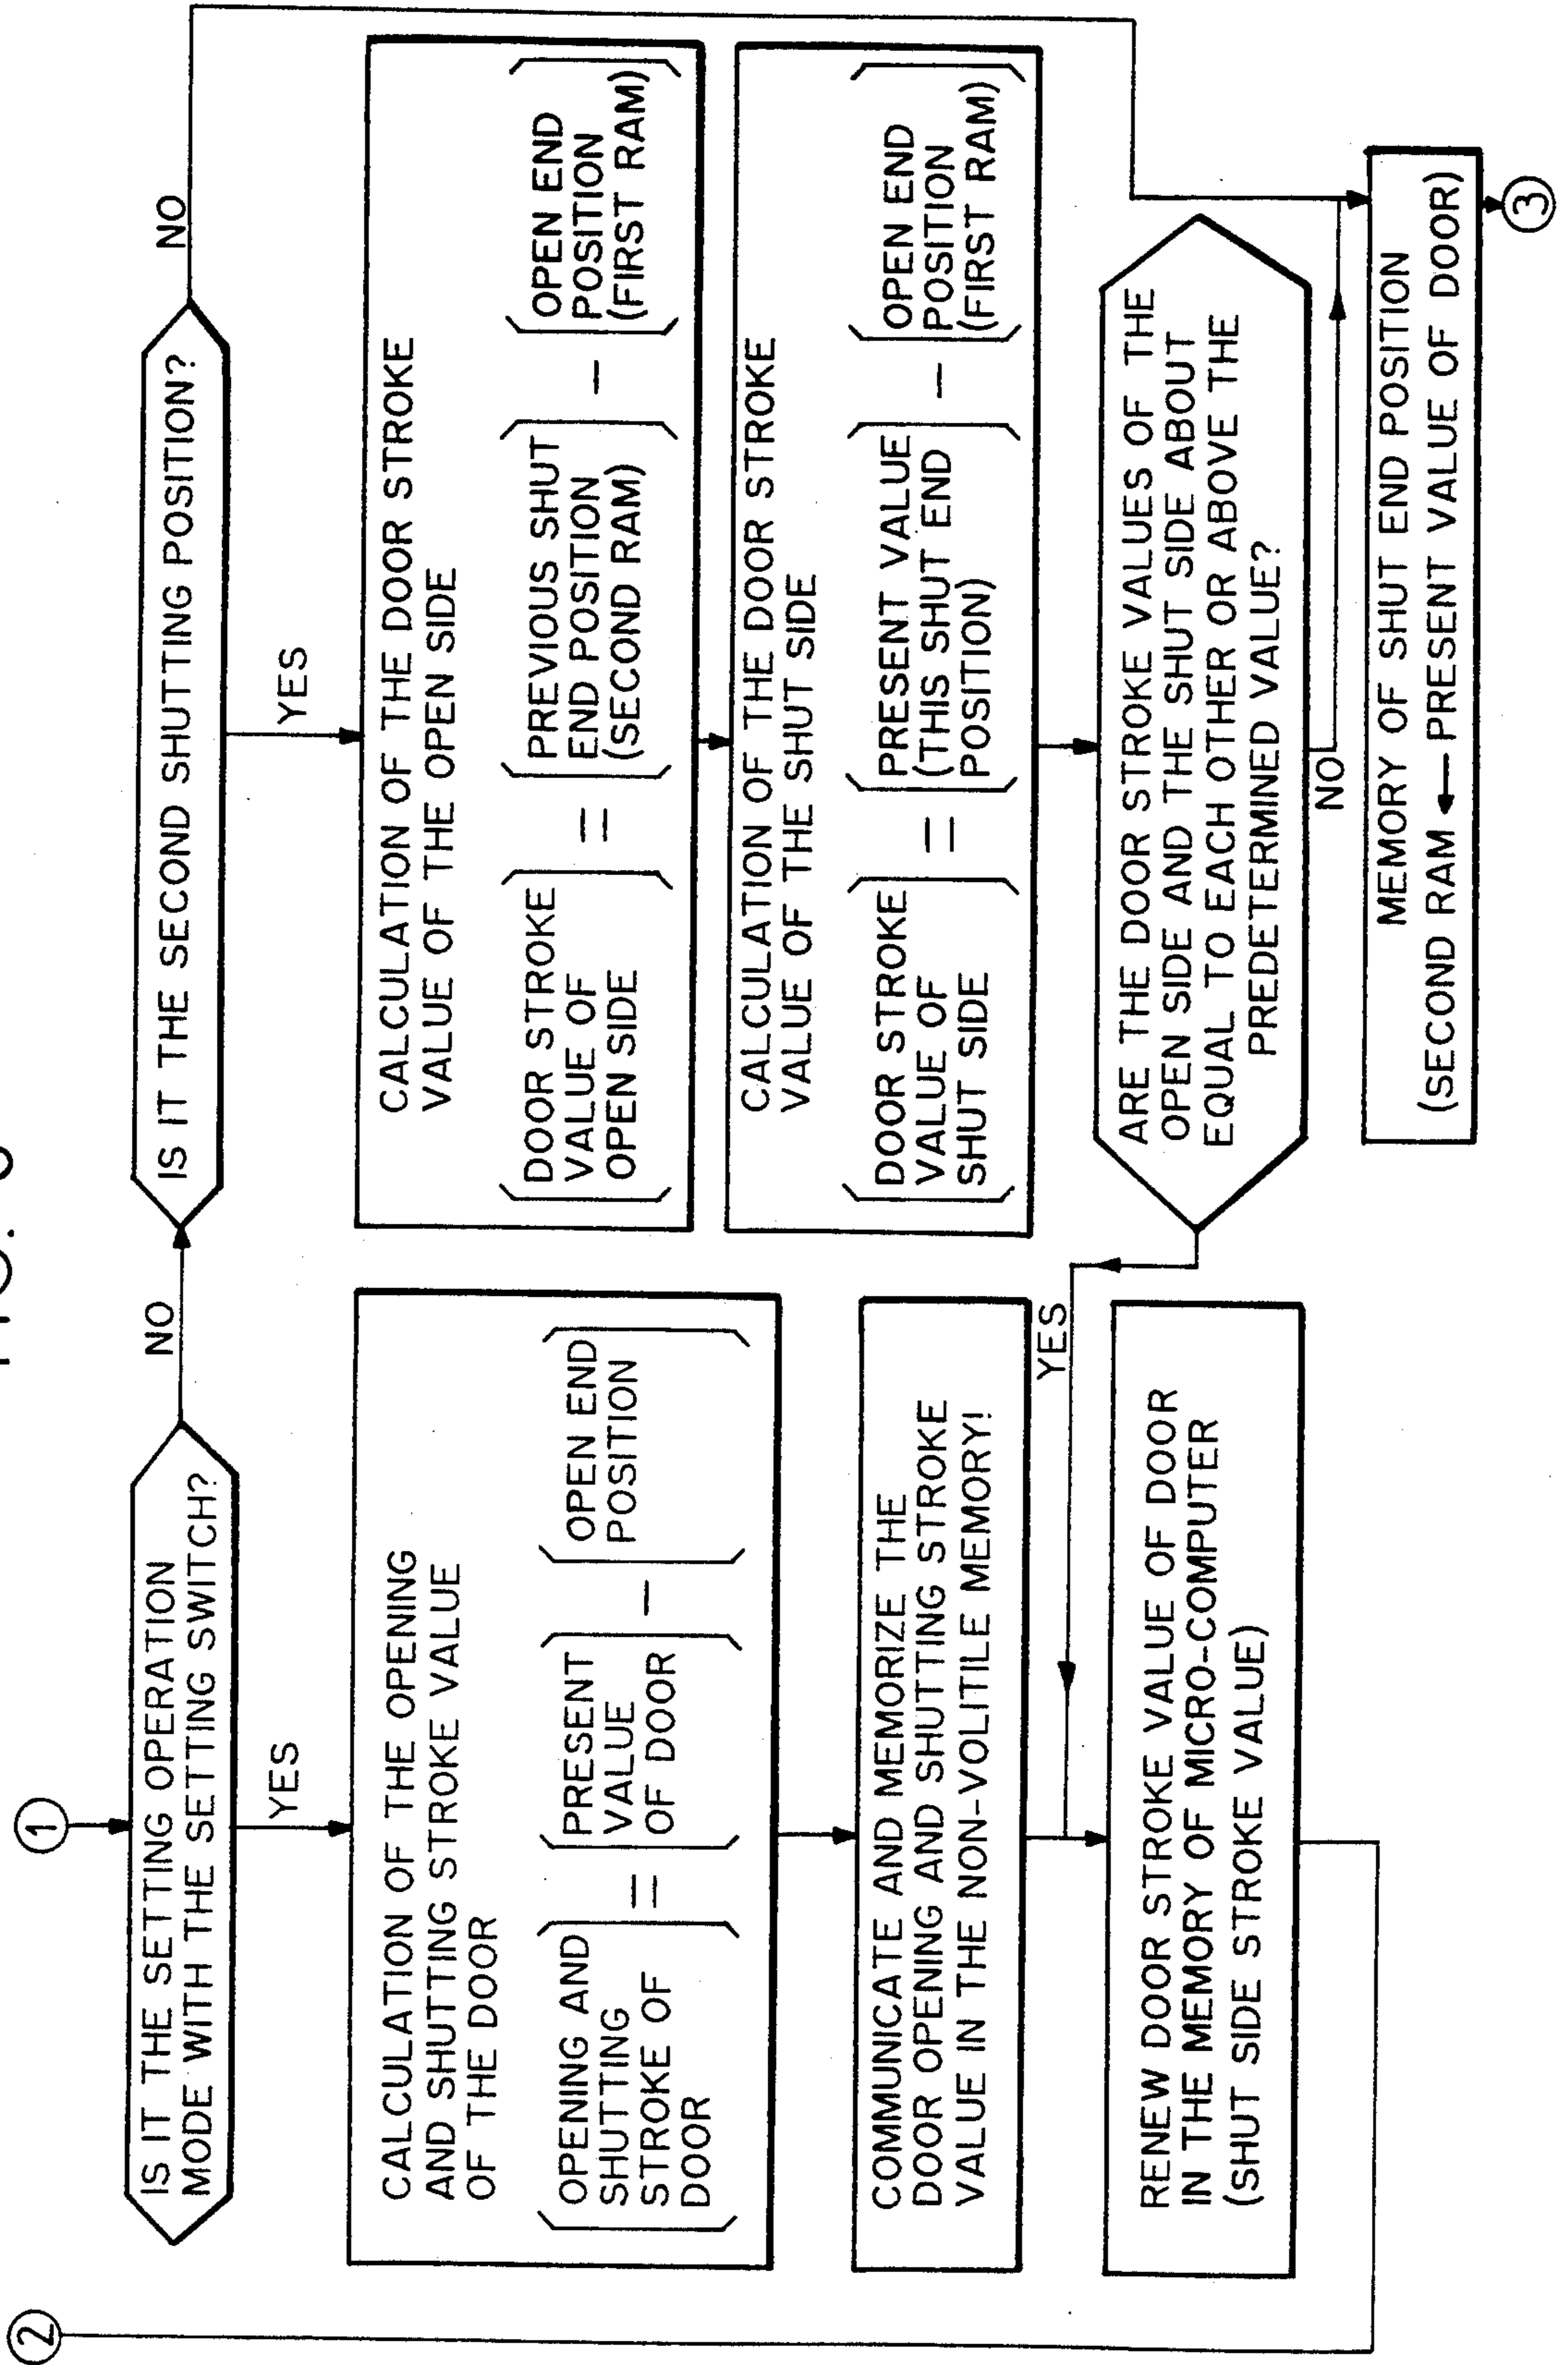 1
IS IT THE SETTING OPERATION
MODE WITH THE SETTING SWITCH?
NO
YES
CALCULATION OF THE OPENING
AND SHUTTING STROKE VALUE
OF THE DOOR
OPENING AND
SHUTTING
STROKE OF
DOOR
=
PRESENT
VALUE
OF DOOR
−
OPEN END
POSITION
COMMUNICATE AND MEMORIZE THE
DOOR OPENING AND SHUTTING STROKE
VALUE IN THE NON-VOLITILE MEMORY!
YES
RENEW DOOR STROKE VALUE OF DOOR
IN THE MEMORY OF MICRO-COMPUTER
(SHUT SIDE STROKE VALUE)
2
IS IT THE SECOND SHUTTING POSITION?
NO
YES
CALCULATION OF THE DOOR STROKE
VALUE OF THE OPEN SIDE
DOOR STROKE
VALUE OF
OPEN SIDE
=
PREVIOUS SHUT
END POSITION
(SECOND RAM)
−
OPEN END
POSITION
(FIRST RAM)
CALCULATION OF THE DOOR STROKE
VALUE OF THE SHUT SIDE
DOOR STROKE
VALUE OF
SHUT SIDE
=
PRESENT VALUE
(THIS SHUT END
POSITION)
−
OPEN END
POSITION
(FIRST RAM)
ARE THE DOOR STROKE VALUES OF THE
OPEN SIDE AND THE SHUT SIDE ABOUT
EQUAL TO EACH OTHER OR ABOVE THE
PREDETERMINED VALUE?
NO
MEMORY OF SHUT END POSITION
(SECOND RAM ← PRESENT VALUE OF DOOR)
3